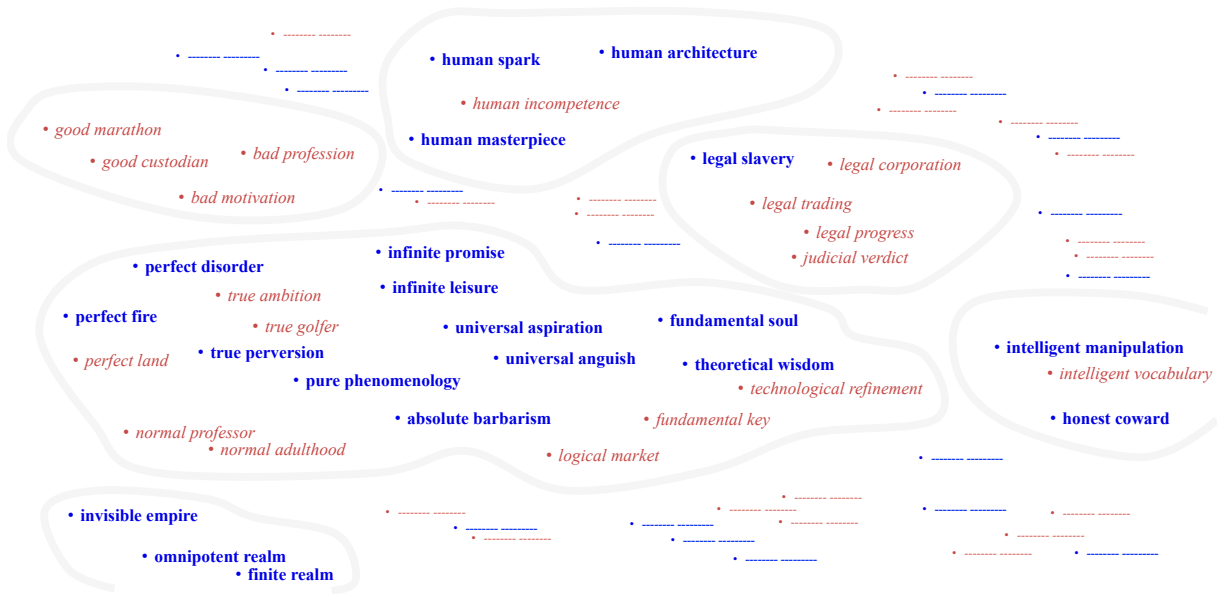 • human spark
• human architecture
• human incompetence
• human masterpiece
• good marathon
• good custodian
• bad profession
• bad motivation
• legal slavery
• legal corporation
• legal trading
• legal progress
• judicial verdict
• infinite promise
• perfect disorder
• infinite leisure
• true ambition
• perfect fire
• true golfer
• universal aspiration
• fundamental soul
• true perversion
• perfect land
• universal anguish
• theoretical wisdom
• pure phenomenology
• technological refinement
• absolute barbarism
• fundamental key
• normal professor
• normal adulthood
• logical market
• intelligent manipulation
• intelligent vocabulary
• honest coward
• invisible empire
• omnipotent realm
• finite realm